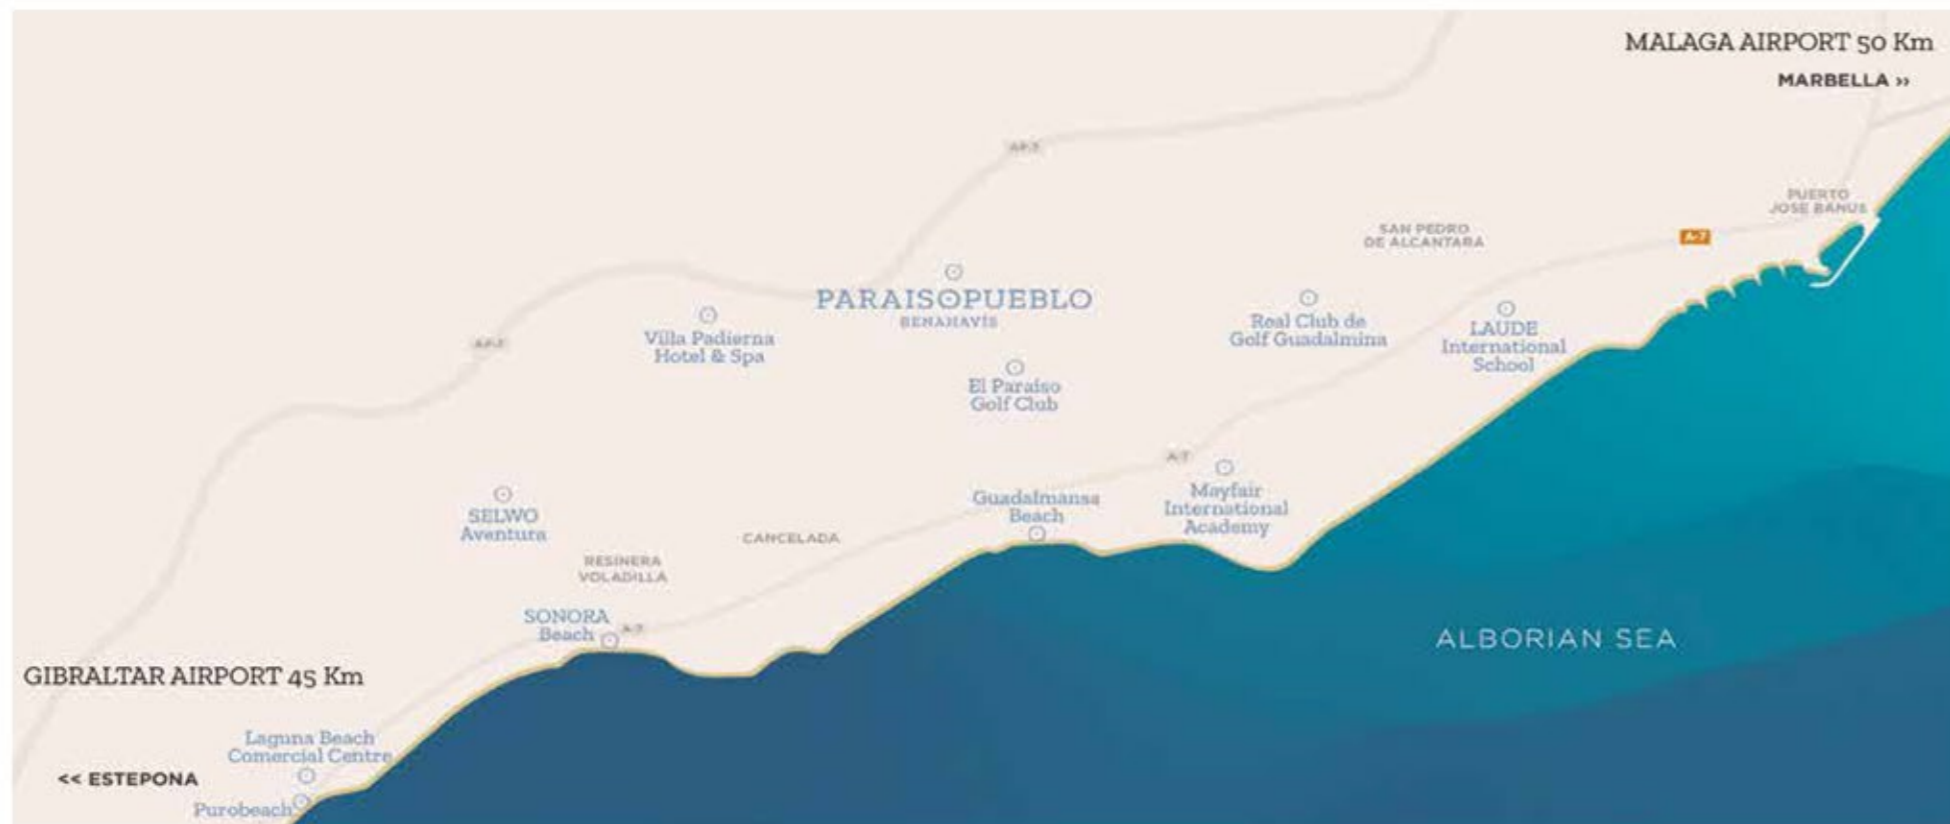 MALAGA AIRPORT 50 Km
MARBELLA ››
AP-7
PUERTO
JOSE BANUS
SAN PEDRO
DE ALCANTARA
A-7
PARAISOPUEBLO
BENAHAVÍS
Villa Padierna
Hotel & Spa
Real Club de
Golf Guadalmina
LAUDE
International
School
AP-7
El Paraiso
Golf Club
A-7
Mayfair
International
Academy
Guadalmansa
Beach
SELWO
Aventura
CANCELADA
RESINERA
VOLADILLA
SONORA
Beach
A-7
ALBORIAN SEA
GIBRALTAR AIRPORT 45 Km
Laguna Beach
Comercial Centre
<< ESTEPONA
Purobeach